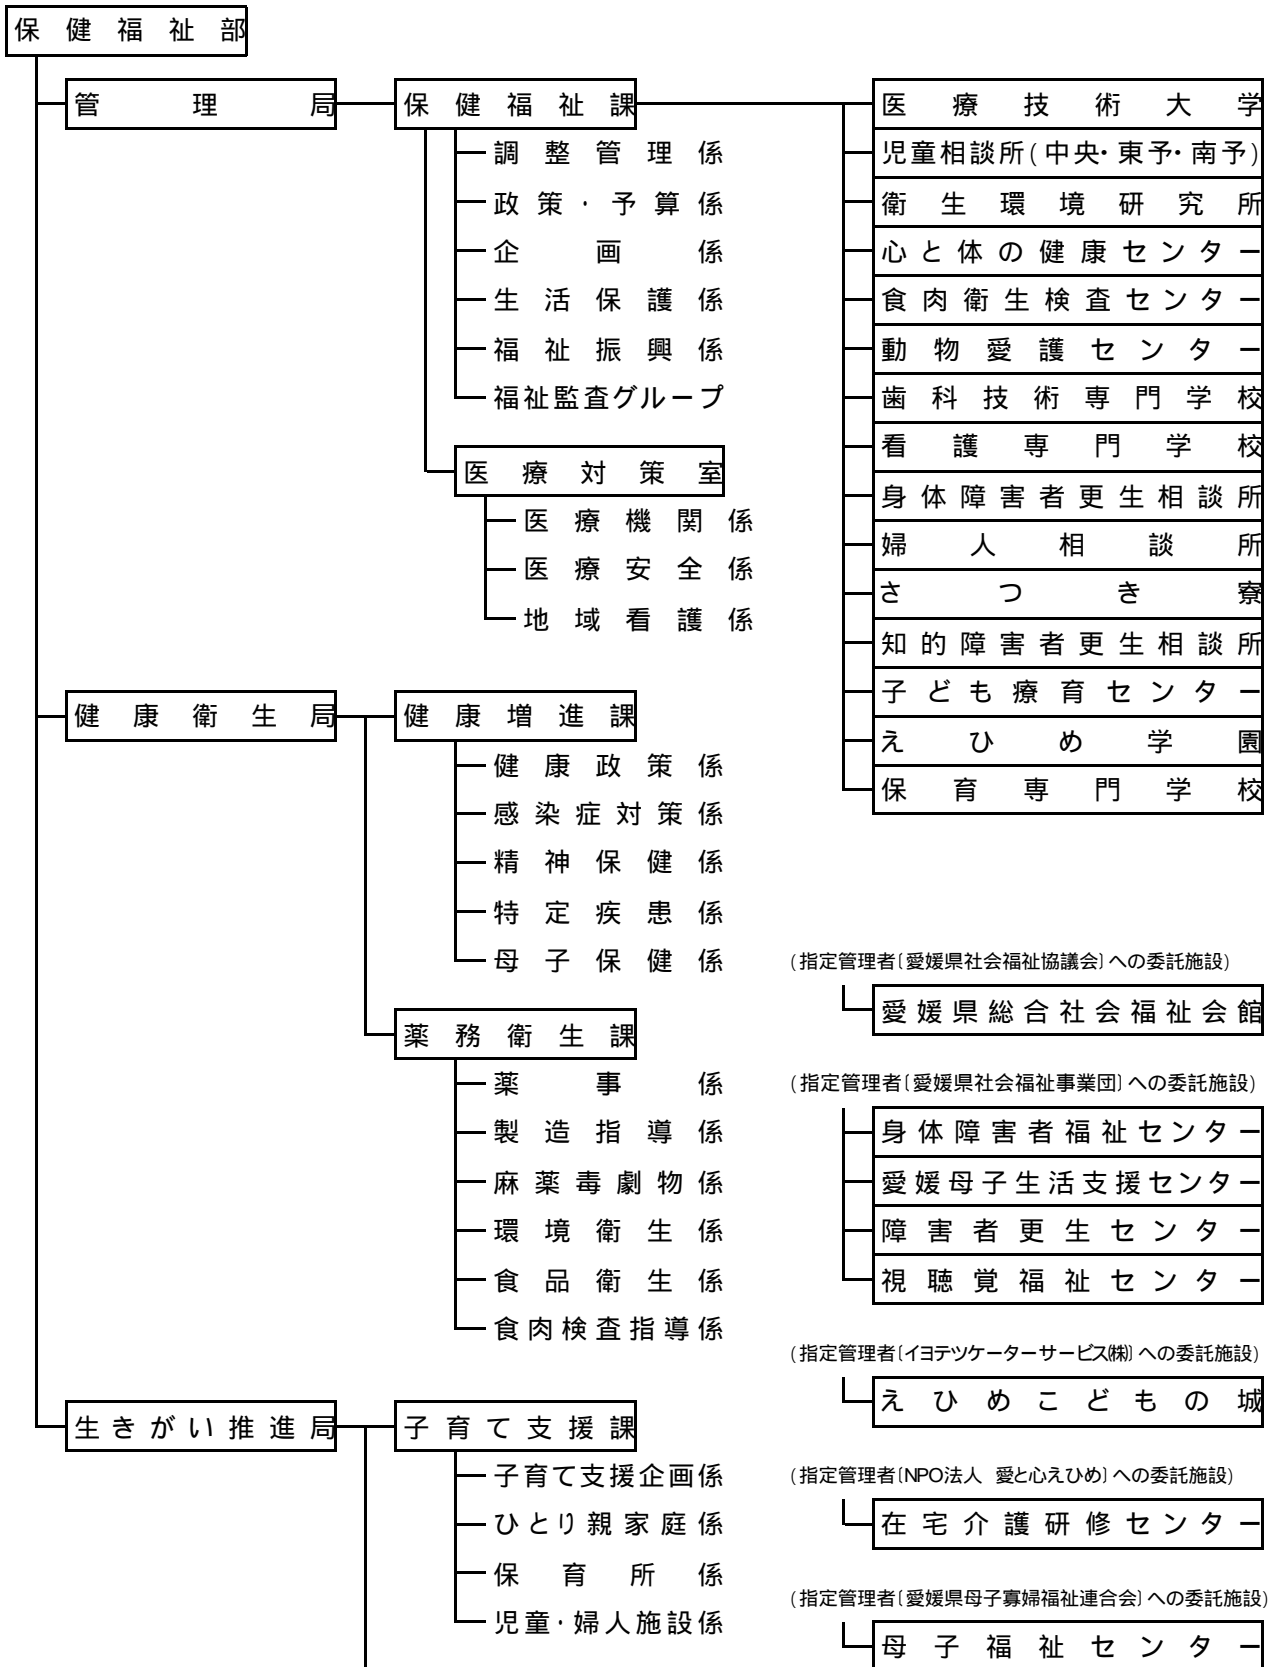 保健福祉部
管理局
保健福祉課
調整管理係
政策・予算係
企画係
生活保護係
福祉振興係
福祉監査グループ
医療対策室
医療機関係
医療安全係
地域看護係
健康衛生局
健康増進課
健康政策係
感染症対策係
精神保健係
特定疾患係
母子保健係
薬務衛生課
薬事係
製造指導係
麻薬毒劇物係
環境衛生係
食品衛生係
食肉検査指導係
生きがい推進局
子育て支援課
子育て支援企画係
ひとり親家庭係
保育所係
児童・婦人施設係
医療技術大学
児童相談所(中央・東予・南予)
衛生環境研究所
心と体の健康センター
食肉衛生検査センター
動物愛護センター
歯科技術専門学校
看護専門学校
身体障害者更生相談所
婦人相談所
さつき寮
知的障害者更生相談所
子ども療育センター
えひめ学園
保育専門学校
(指定管理者〔愛媛県社会福祉協議会〕への委託施設)
愛媛県総合社会福祉会館
(指定管理者〔愛媛県社会福祉事業団〕への委託施設)
身体障害者福祉センター
愛媛母子生活支援センター
障害者更生センター
視聴覚福祉センター
(指定管理者〔イヨテツケーターサービス㈱〕への委託施設)
えひめこどもの城
(指定管理者〔NPO法人 愛と心えひめ〕への委託施設)
在宅介護研修センター
(指定管理者〔愛媛県母子寡婦福祉連合会〕への委託施設)
母子福祉センター